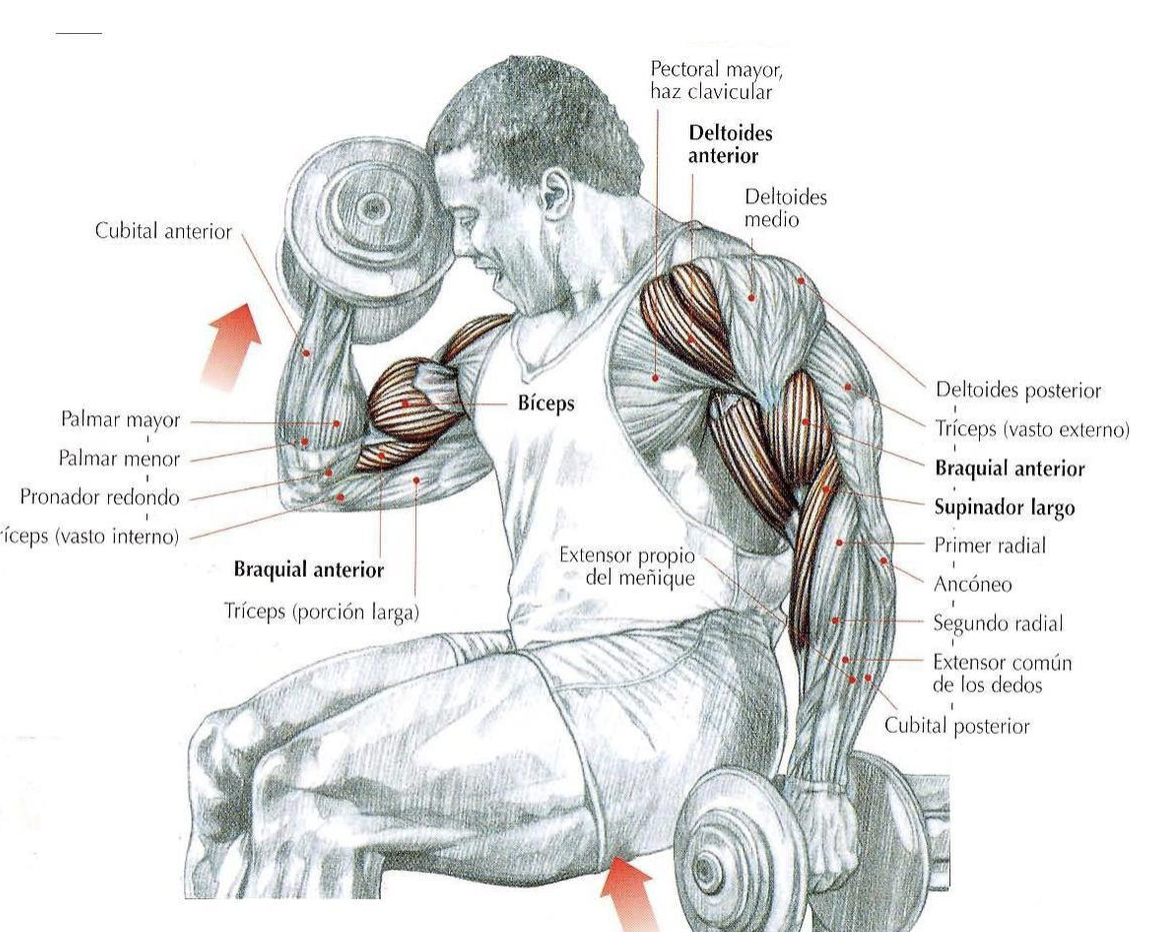 Pectoral mayor,
haz clavicular
Deltoides
anterior
Deltoides
medio
Cubital anterior
Deltoides posterior
Bíceps
Palmar mayor
Tríceps (vasto externo)
Palmar menor
Braquial anterior
Pronador redondo
Supinador largo
ríceps (vasto interno)
Primer radial
Extensor propio
del meñique
Braquial anterior
Ancóneo
Tríceps (porción larga)
Segundo radial
Extensor común
de los dedos
Cubital posterior